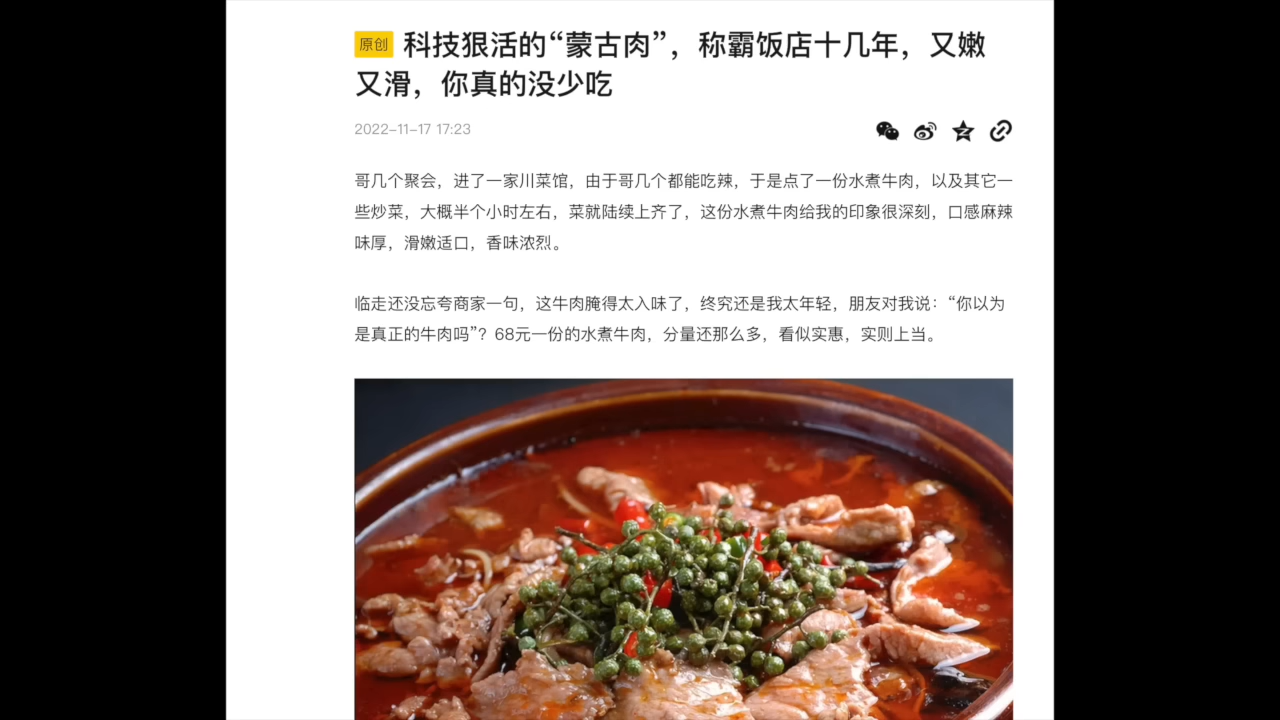 原创 科技狠活的“蒙古肉”，称霸饭店十几年，又嫩
又滑，你真的没少吃
2022-11-17 17:23
哥几个聚会，进了一家川菜馆，由于哥几个都能吃辣，于是点了一份水煮牛肉，以及其它一
些炒菜，大概半个小时左右，菜就陆续上齐了，这份水煮牛肉给我的印象很深刻，口感麻辣
味厚，滑嫩适口，香味浓烈。
临走还没忘夸商家一句，这牛肉腌得太入味了，终究还是我太年轻，朋友对我说：“你以为
是真正的牛肉吗”？68元一份的水煮牛肉，分量还那么多，看似实惠，实则上当。